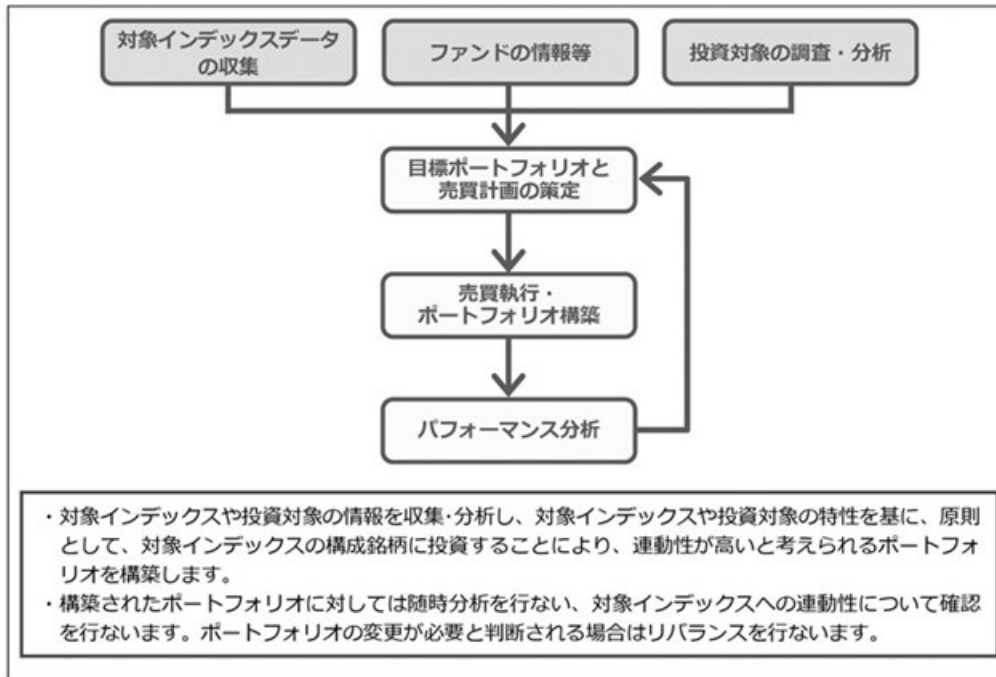 対象インデックスデータ
の収集
ファンドの情報等
投資対象の調査・分析
目標ポートフォリオと
売買計画の策定
売買執行・
ポートフォリオ構築
パフォーマンス分析
・対象インデックスや投資対象の情報を収集･分析し、対象インデックスや投資対象の特性を基に、原則
として、対象インデックスの構成銘柄に投資することにより、連動性が高いと考えられるポートフォ
リオを構築します。
・構築されたポートフォリオに対しては随時分析を行ない、対象インデックスへの連動性について確認
を行ないます。ポートフォリオの変更が必要と判断される場合はリバランスを行ないます。